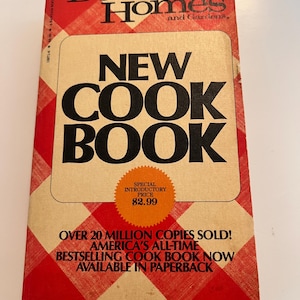 Homes
and Gardens®
NEW
COOK
BOOK
SPECIAL
INTRODUCTORY
PRICE
$2.99
OVER 20 MILLION COPIES SOLD!
AMERICA'S ALL-TIME
BESTSELLING COOK BOOK NOW
AVAILABLE IN PAPERBACK